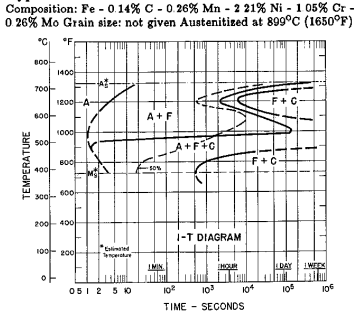 Composition: Fe - 0.14% C - 0.26% Mn - 2 21% Ni - 1 05% Cr -
0 26% Mo Grain size: not given Austenitized at 899°C (1650°F)
°C °F
800
1400
700
1200
600
1000
500
800
400
600
300
400
200
200
100
0
TEMPERATURE
As*
A
A + F
F + C
A + F + C
F + C
Ms*
50%
I-T DIAGRAM
* Estimated Temperature
1 MIN. 1 HOUR 1 DAY 1 WEEK
0 5 1 2 5 10 10² 10³ 10⁴ 10⁵ 10⁶
TIME - SECONDS